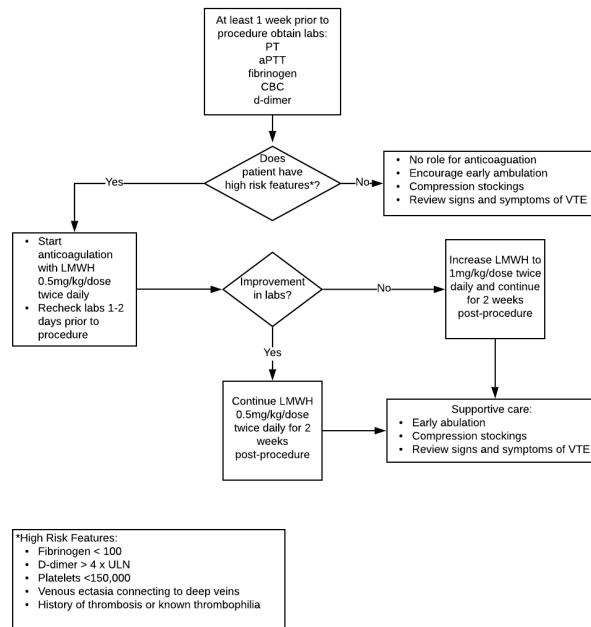 At least 1 week prior to
procedure obtain labs:
PT
aPTT
fibrinogen
CBC
d-dimer
Does
patient have
high risk features*?
Yes
No
• No role for anticoaguation
• Encourage early ambulation
• Compression stockings
• Review signs and symptoms of VTE
• Start
anticoagulation
with LMWH
0.5mg/kg/dose
twice daily
• Recheck labs 1-2
days prior to
procedure
Improvement
in labs?
No
Increase LMWH to
1mg/kg/dose twice
daily and continue
for 2 weeks
post-procedure
Yes
Continue LMWH
0.5mg/kg/dose
twice daily for 2
weeks
post-procedure
Supportive care:
• Early abulation
• Compression stockings
• Review signs and symptoms of VTE
*High Risk Features:
• Fibrinogen < 100
• D-dimer > 4 x ULN
• Platelets <150,000
• Venous ectasia connecting to deep veins
• History of thrombosis or known thrombophilia